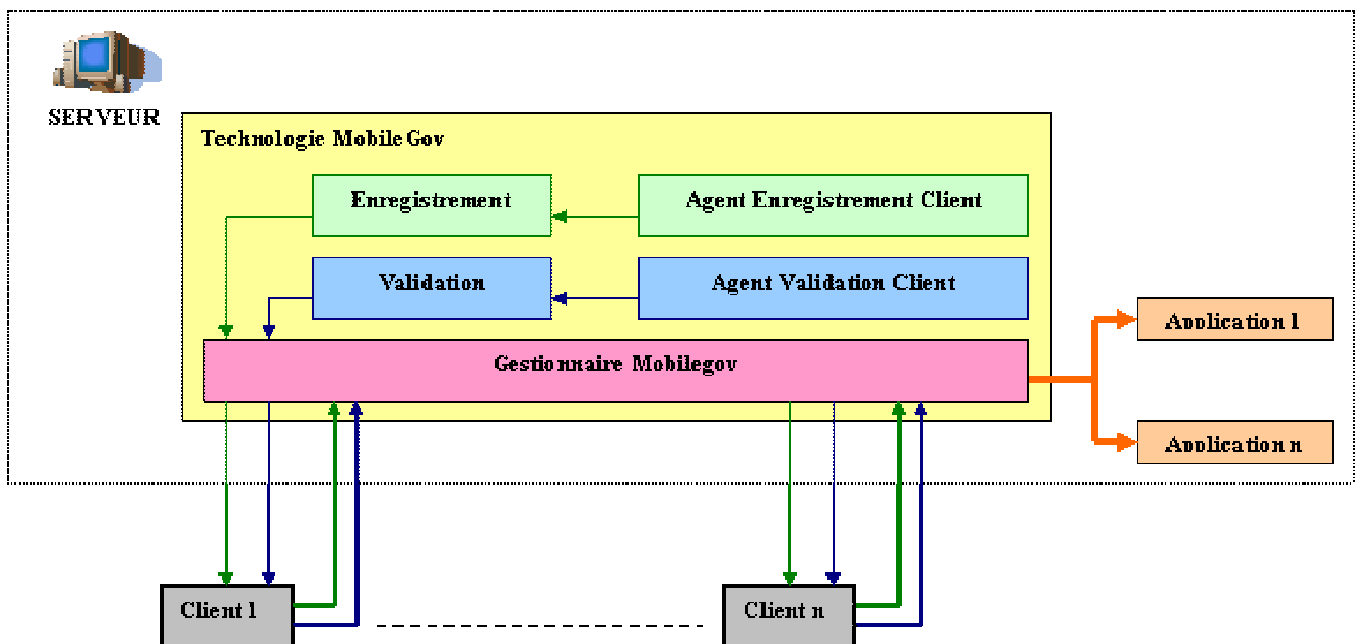 SERVEUR
Technologie MobileGov
Enregistrement
Agent Enregistrement Client
Validation
Agent Validation Client
Gestionnaire Mobilegov
Application 1
Application n
Client 1
Client n